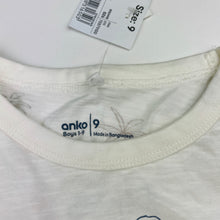 Size: 9
anko | 9
Boys 1-9
Made in Bangladesh